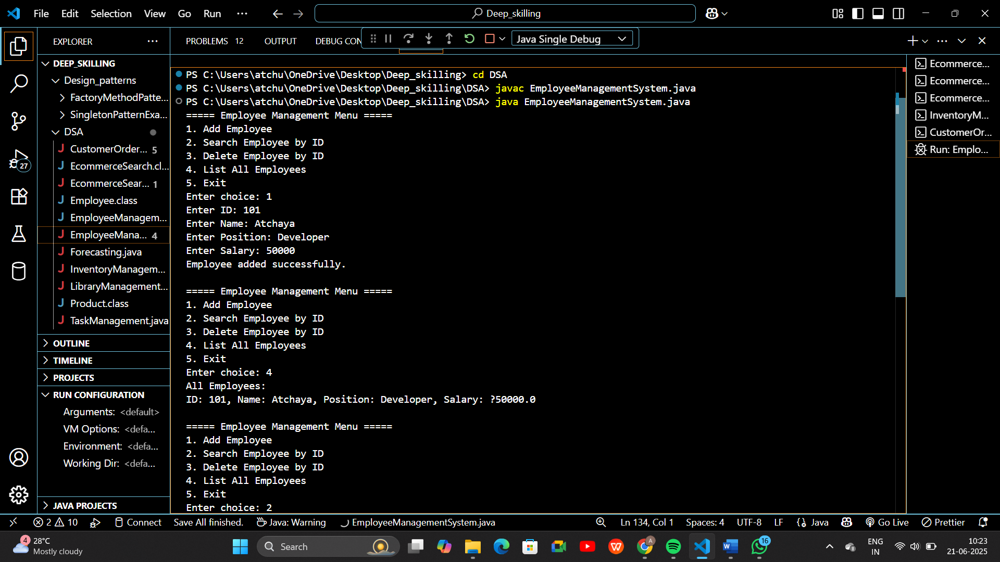 File Edit Selection View Go Run ··· Deep_skilling
EXPLORER ···
PROBLEMS 12 OUTPUT DEBUG CON Java Single Debug
DEEP_SKILLING
Design_patterns
FactoryMethodPatte...
SingletonPatternExa...
DSA
CustomerOrder... 5
EcommerceSearch.cl...
EcommerceSear... 1
Employee.class
EmployeeManagem...
EmployeeMana... 4
Forecasting.java
InventoryManagem...
LibraryManagement...
Product.class
TaskManagement.java
OUTLINE
TIMELINE
PROJECTS
RUN CONFIGURATION
Arguments: <default>
VM Options: <defa...
Environment: <defa...
Working Dir: <defa...
JAVA PROJECTS
27
PS C:\Users\atchu\OneDrive\Desktop\Deep_skilling> cd DSA
PS C:\Users\atchu\OneDrive\Desktop\Deep_skilling\DSA> javac EmployeeManagementSystem.java
PS C:\Users\atchu\OneDrive\Desktop\Deep_skilling\DSA> java EmployeeManagementSystem.java
===== Employee Management Menu =====
1. Add Employee
2. Search Employee by ID
3. Delete Employee by ID
4. List All Employees
5. Exit
Enter choice: 1
Enter ID: 101
Enter Name: Atchaya
Enter Position: Developer
Enter Salary: 50000
Employee added successfully.
===== Employee Management Menu =====
1. Add Employee
2. Search Employee by ID
3. Delete Employee by ID
4. List All Employees
5. Exit
Enter choice: 4
All Employees:
ID: 101, Name: Atchaya, Position: Developer, Salary: ?50000.0
===== Employee Management Menu =====
1. Add Employee
2. Search Employee by ID
3. Delete Employee by ID
4. List All Employees
5. Exit
Enter choice: 2
Ecommerce...
Ecommerce...
Ecommerce...
InventoryM...
CustomerOr...
Run: Emplo...
2 10 Connect Save All finished. Java: Warning EmployeeManagementSystem.java Ln 134, Col 1 Spaces: 4 UTF-8 LF Java Go Live Prettier
4 28°C
Mostly cloudy
Search
W
A
W
16
ENG
IN
10:23
21-06-2025